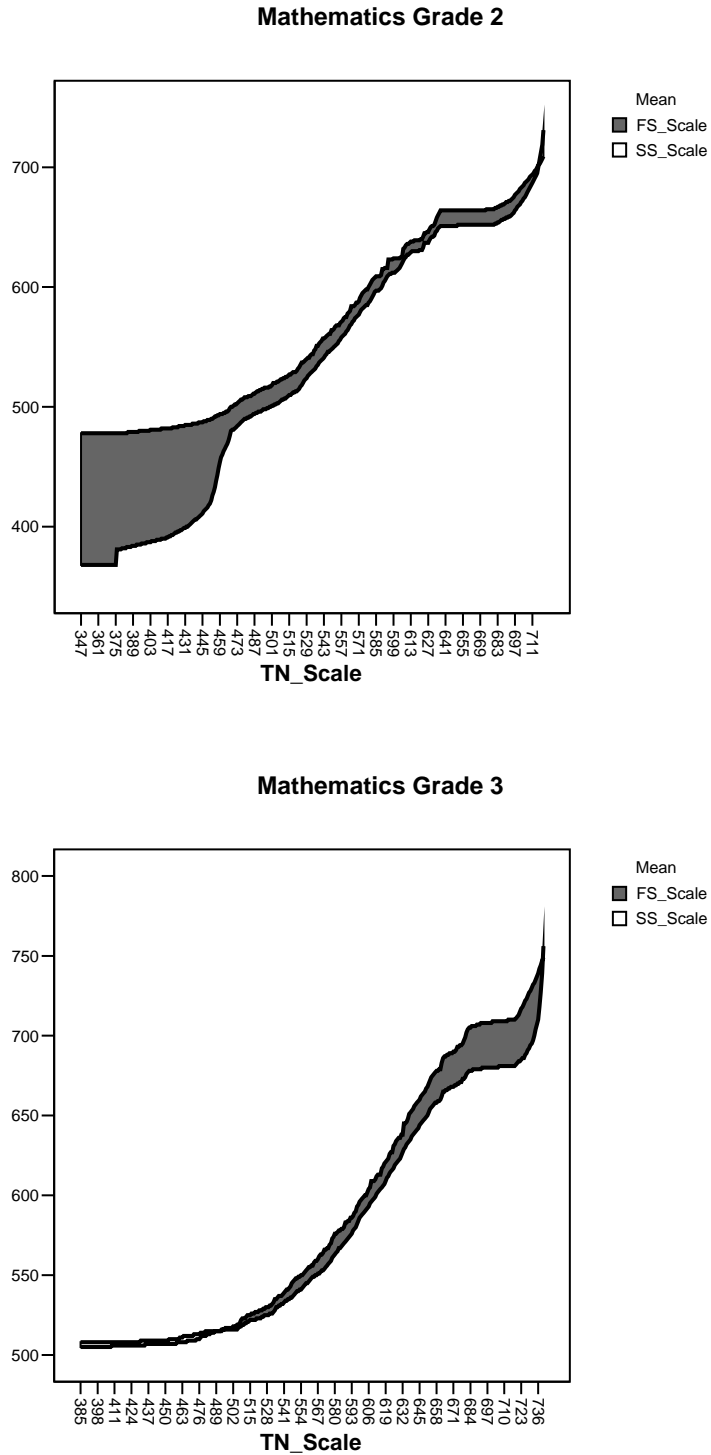 Mathematics Grade 2
Mean
FS_Scale
SS_Scale
700
600
500
400
347 361 375 389 403 417 431 445 459 473 487 501 515 529 543 557 571 585 599 613 627 641 655 669 683 697 711
TN_Scale
Mathematics Grade 3
Mean
FS_Scale
SS_Scale
800
750
700
650
600
550
500
385 398 411 424 437 450 463 476 489 502 515 528 541 554 567 580 593 606 619 632 645 658 671 684 697 710 723 736
TN_Scale